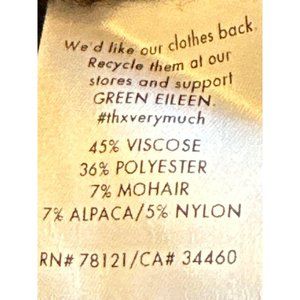 We'd like our clothes back.
Recycle them at our
stores and support
GREEN EILEEN.
#thxverymuch
45% VISCOSE
36% POLYESTER
7% MOHAIR
7% ALPACA/5% NYLON
RN# 78121/CA# 34460